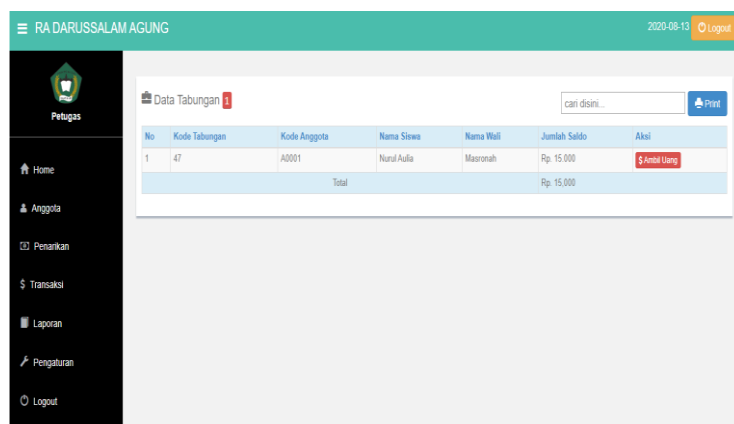 RA DARUSSALAM AGUNG 2020-08-13 Logout
Petugas
Home
Anggota
Penarikan
$ Transaksi
Laporan
Pengaturan
Logout
Data Tabungan 1 cari disini... Print
No Kode Tabungan Kode Anggota Nama Siswa Nama Wali Jumlah Saldo Aksi
1 47 A0001 Nurul Aulia Masronah Rp. 15.000 $ Ambil Uang
Total Rp. 15,000